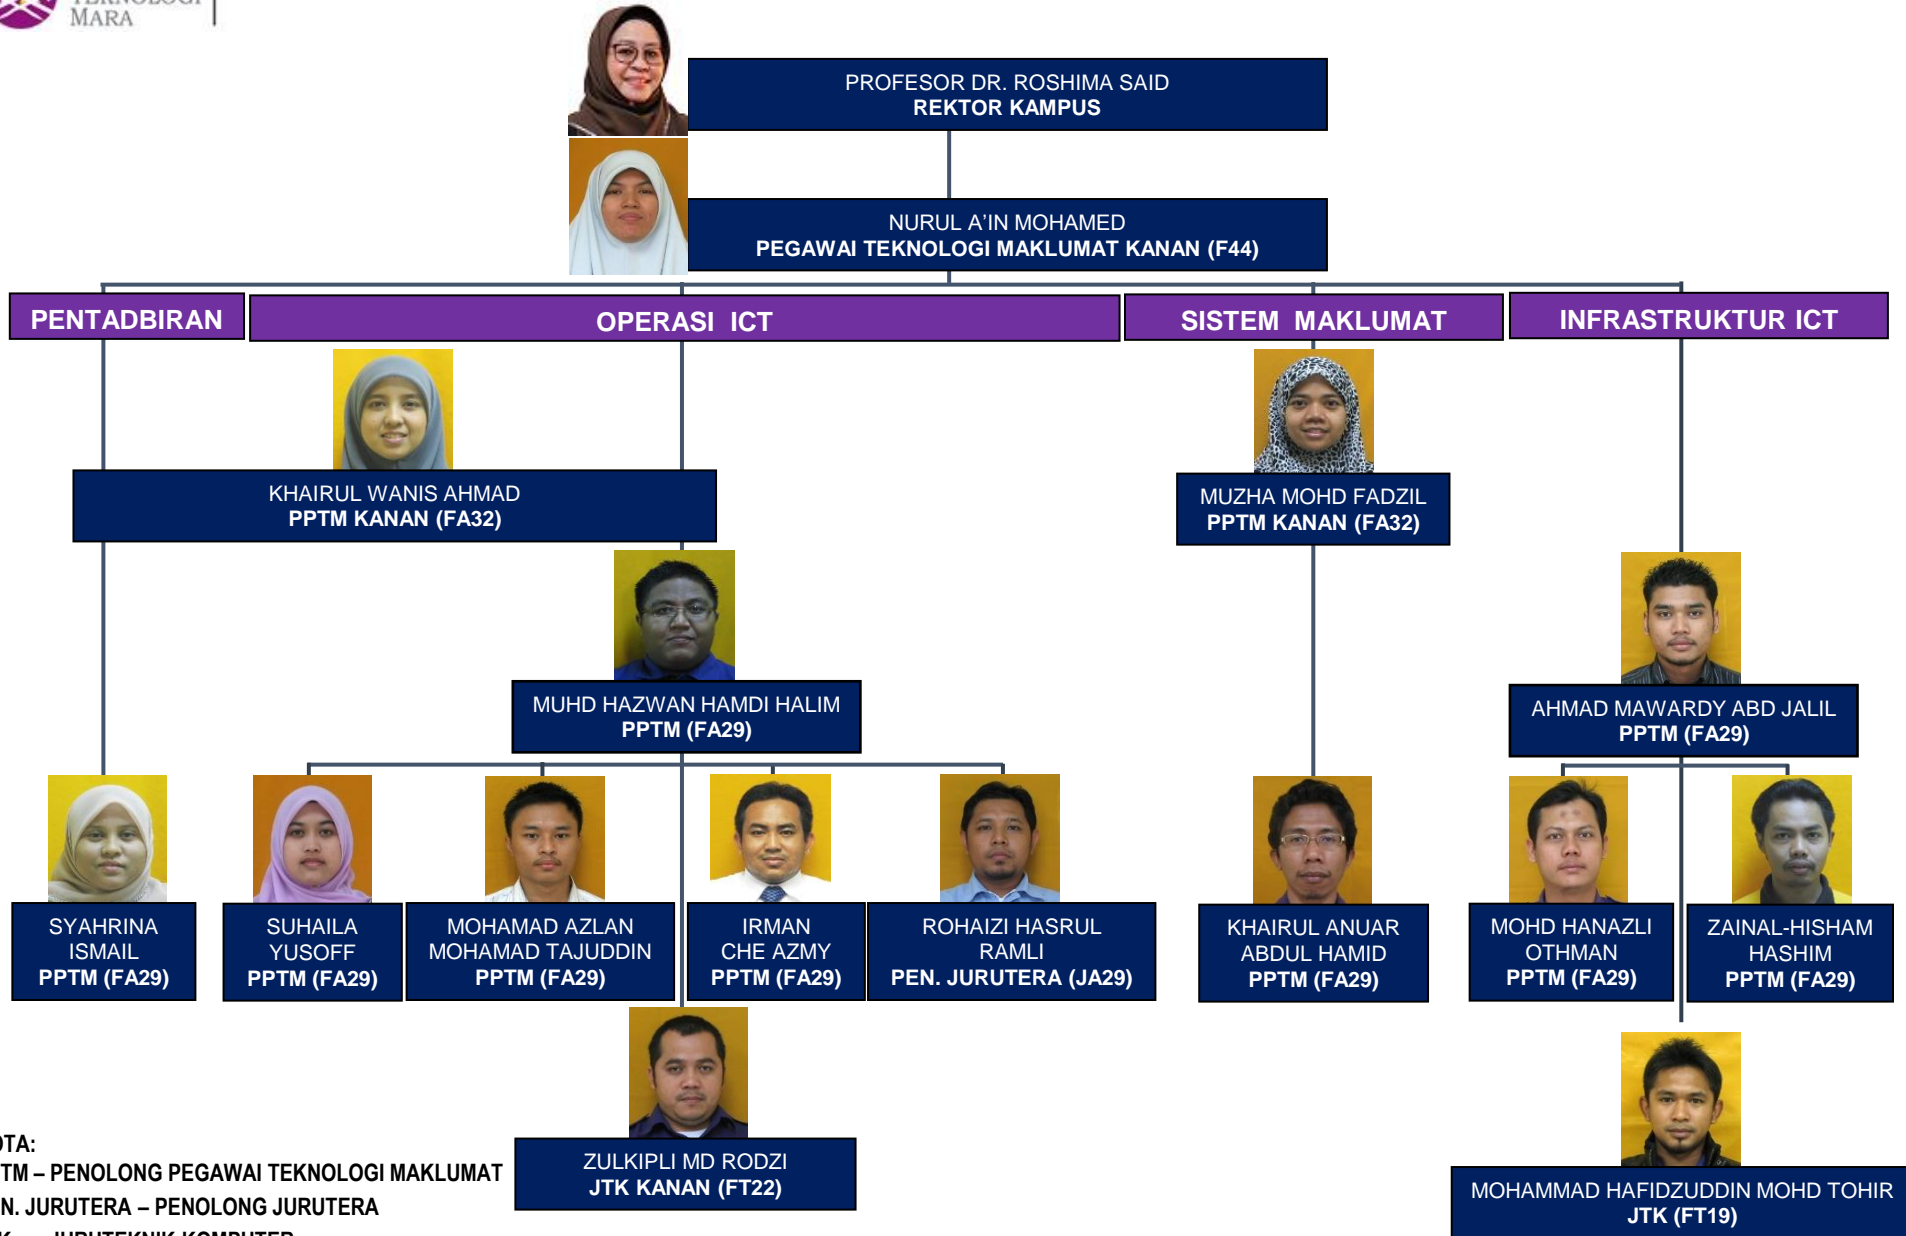 MARA
PROFESOR DR. ROSHIMA SAID
REKTOR KAMPUS
NURUL A'IN MOHAMED
PEGAWAI TEKNOLOGI MAKLUMAT KANAN (F44)
PENTADBIRAN
OPERASI ICT
SISTEM MAKLUMAT
INFRASTRUKTUR ICT
KHAIRUL WANIS AHMAD
PPTM KANAN (FA32)
MUZHA MOHD FADZIL
PPTM KANAN (FA32)
MUHD HAZWAN HAMDI HALIM
PPTM (FA29)
AHMAD MAWARDY ABD JALIL
PPTM (FA29)
SYAHRINA
ISMAIL
PPTM (FA29)
SUHAILA
YUSOFF
PPTM (FA29)
MOHAMAD AZLAN
MOHAMAD TAJUDDIN
PPTM (FA29)
IRMAN
CHE AZMY
PPTM (FA29)
ROHAIZI HASRUL
RAMLI
PEN. JURUTERA (JA29)
KHAIRUL ANUAR
ABDUL HAMID
PPTM (FA29)
MOHD HANAZLI
OTHMAN
PPTM (FA29)
ZAINAL-HISHAM
HASHIM
PPTM (FA29)
ZULKIPLI MD RODZI
JTK KANAN (FT22)
MOHAMMAD HAFIDZUDDIN MOHD TOHIR
JTK (FT19)
OTA:
TM – PENOLONG PEGAWAI TEKNOLOGI MAKLUMAT
N. JURUTERA – PENOLONG JURUTERA
JURUTEKNIK KOMPUTER